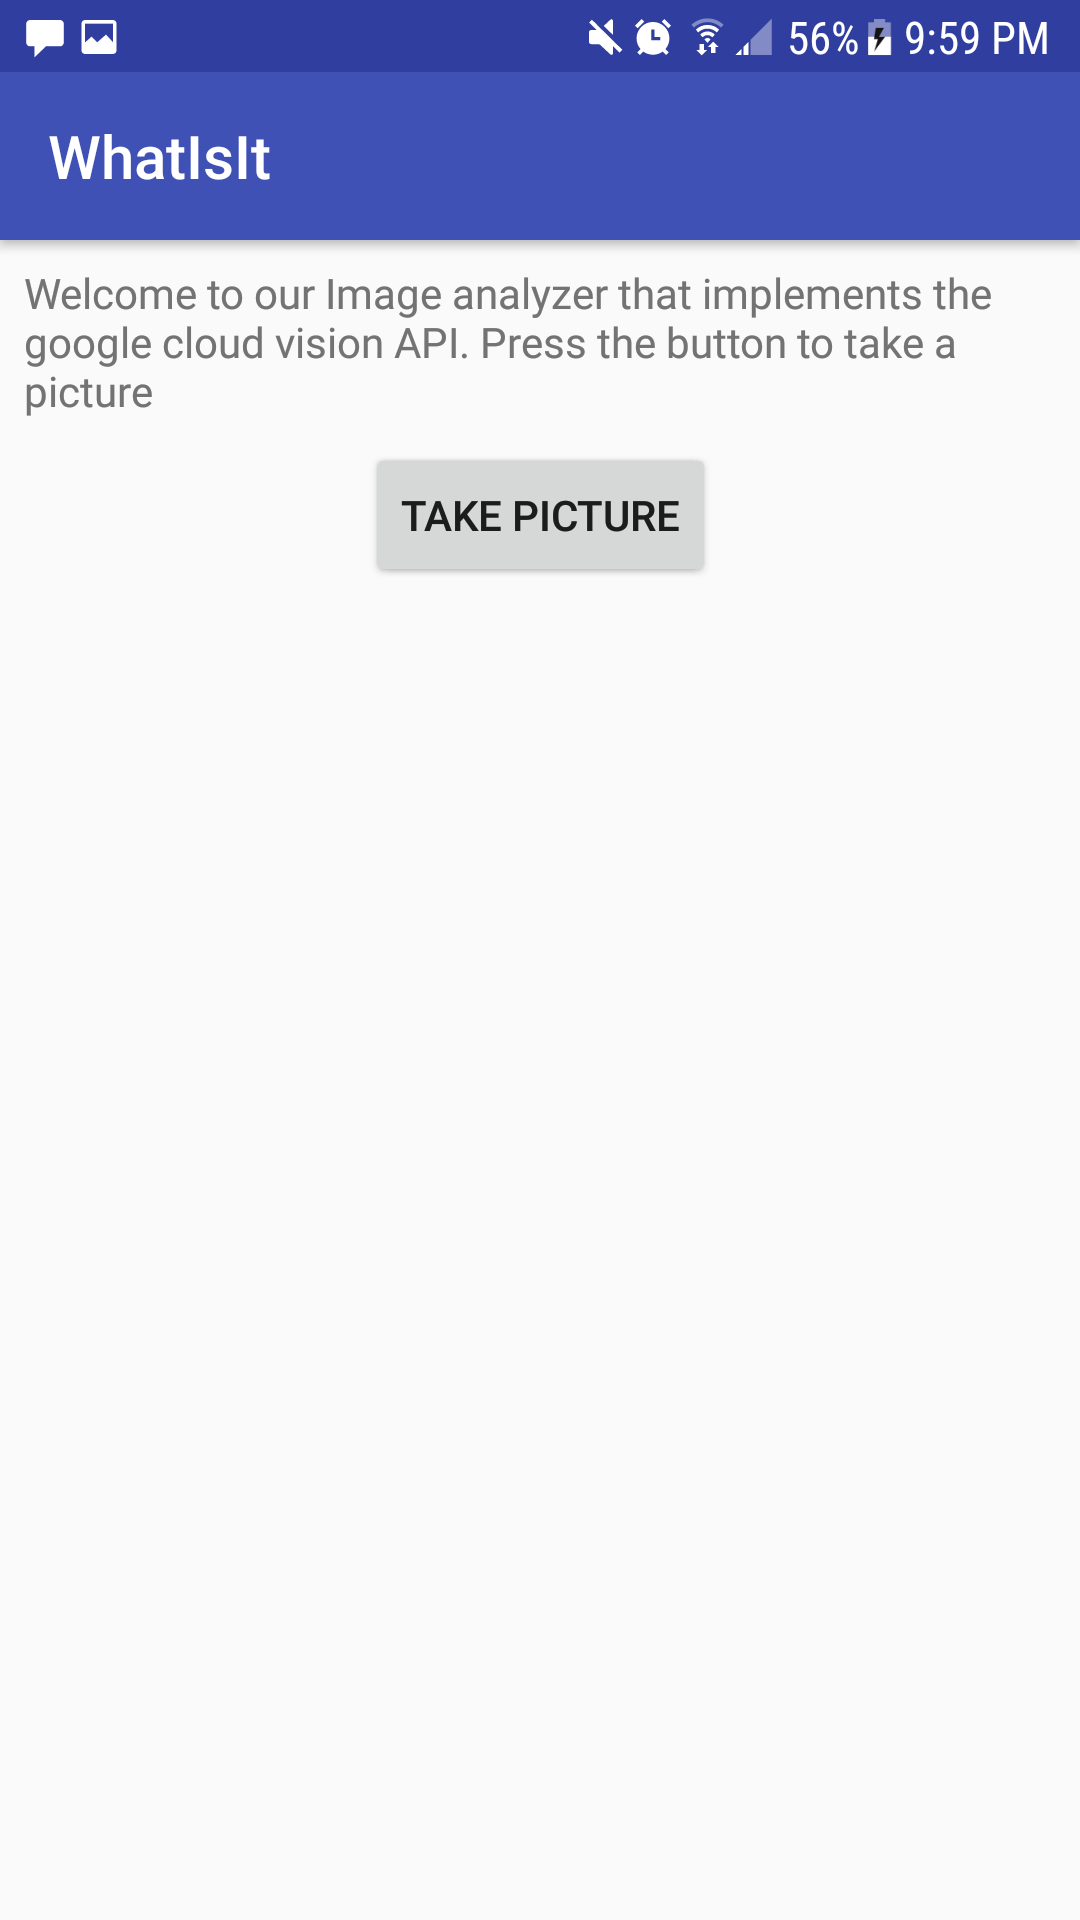 56% 9:59 PM
WhatIsIt
Welcome to our Image analyzer that implements the
google cloud vision API. Press the button to take a
picture
TAKE PICTURE